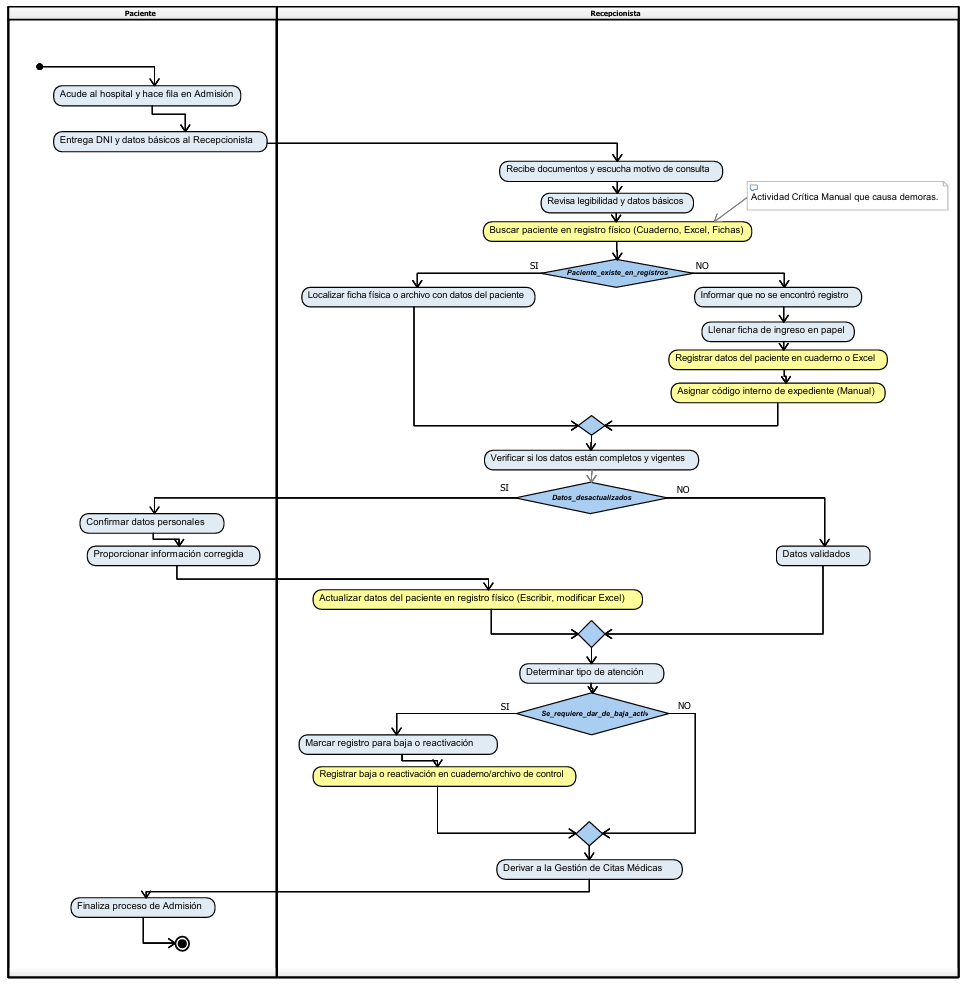 Paciente
Recepcionista
Acude al hospital y hace fila en Admisión
Entrega DNI y datos básicos al Recepcionista
Recibe documentos y escucha motivo de consulta
Revisa legibilidad y datos básicos
Actividad Crítica Manual que causa demoras.
Buscar paciente en registro físico (Cuaderno, Excel, Fichas)
SI
Paciente_existe_en_registros
NO
Localizar ficha física o archivo con datos del paciente
Informar que no se encontró registro
Llenar ficha de ingreso en papel
Registrar datos del paciente en cuaderno o Excel
Asignar código interno de expediente (Manual)
Verificar si los datos están completos y vigentes
SI
Datos_desactualizados
NO
Confirmar datos personales
Proporcionar información corregida
Datos validados
Actualizar datos del paciente en registro físico (Escribir, modificar Excel)
Determinar tipo de atención
SI
Se_requiere_dar_de_baja_activ
NO
Marcar registro para baja o reactivación
Registrar baja o reactivación en cuaderno/archivo de control
Derivar a la Gestión de Citas Médicas
Finaliza proceso de Admisión